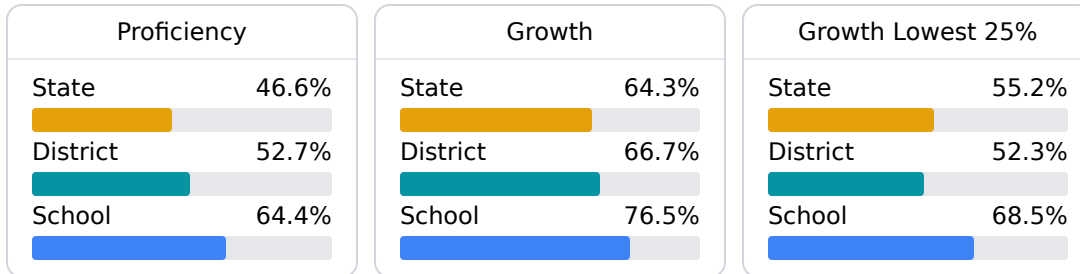 Proficiency
State 46.6%
District 52.7%
School 64.4%
Growth
State 64.3%
District 66.7%
School 76.5%
Growth Lowest 25%
State 55.2%
District 52.3%
School 68.5%